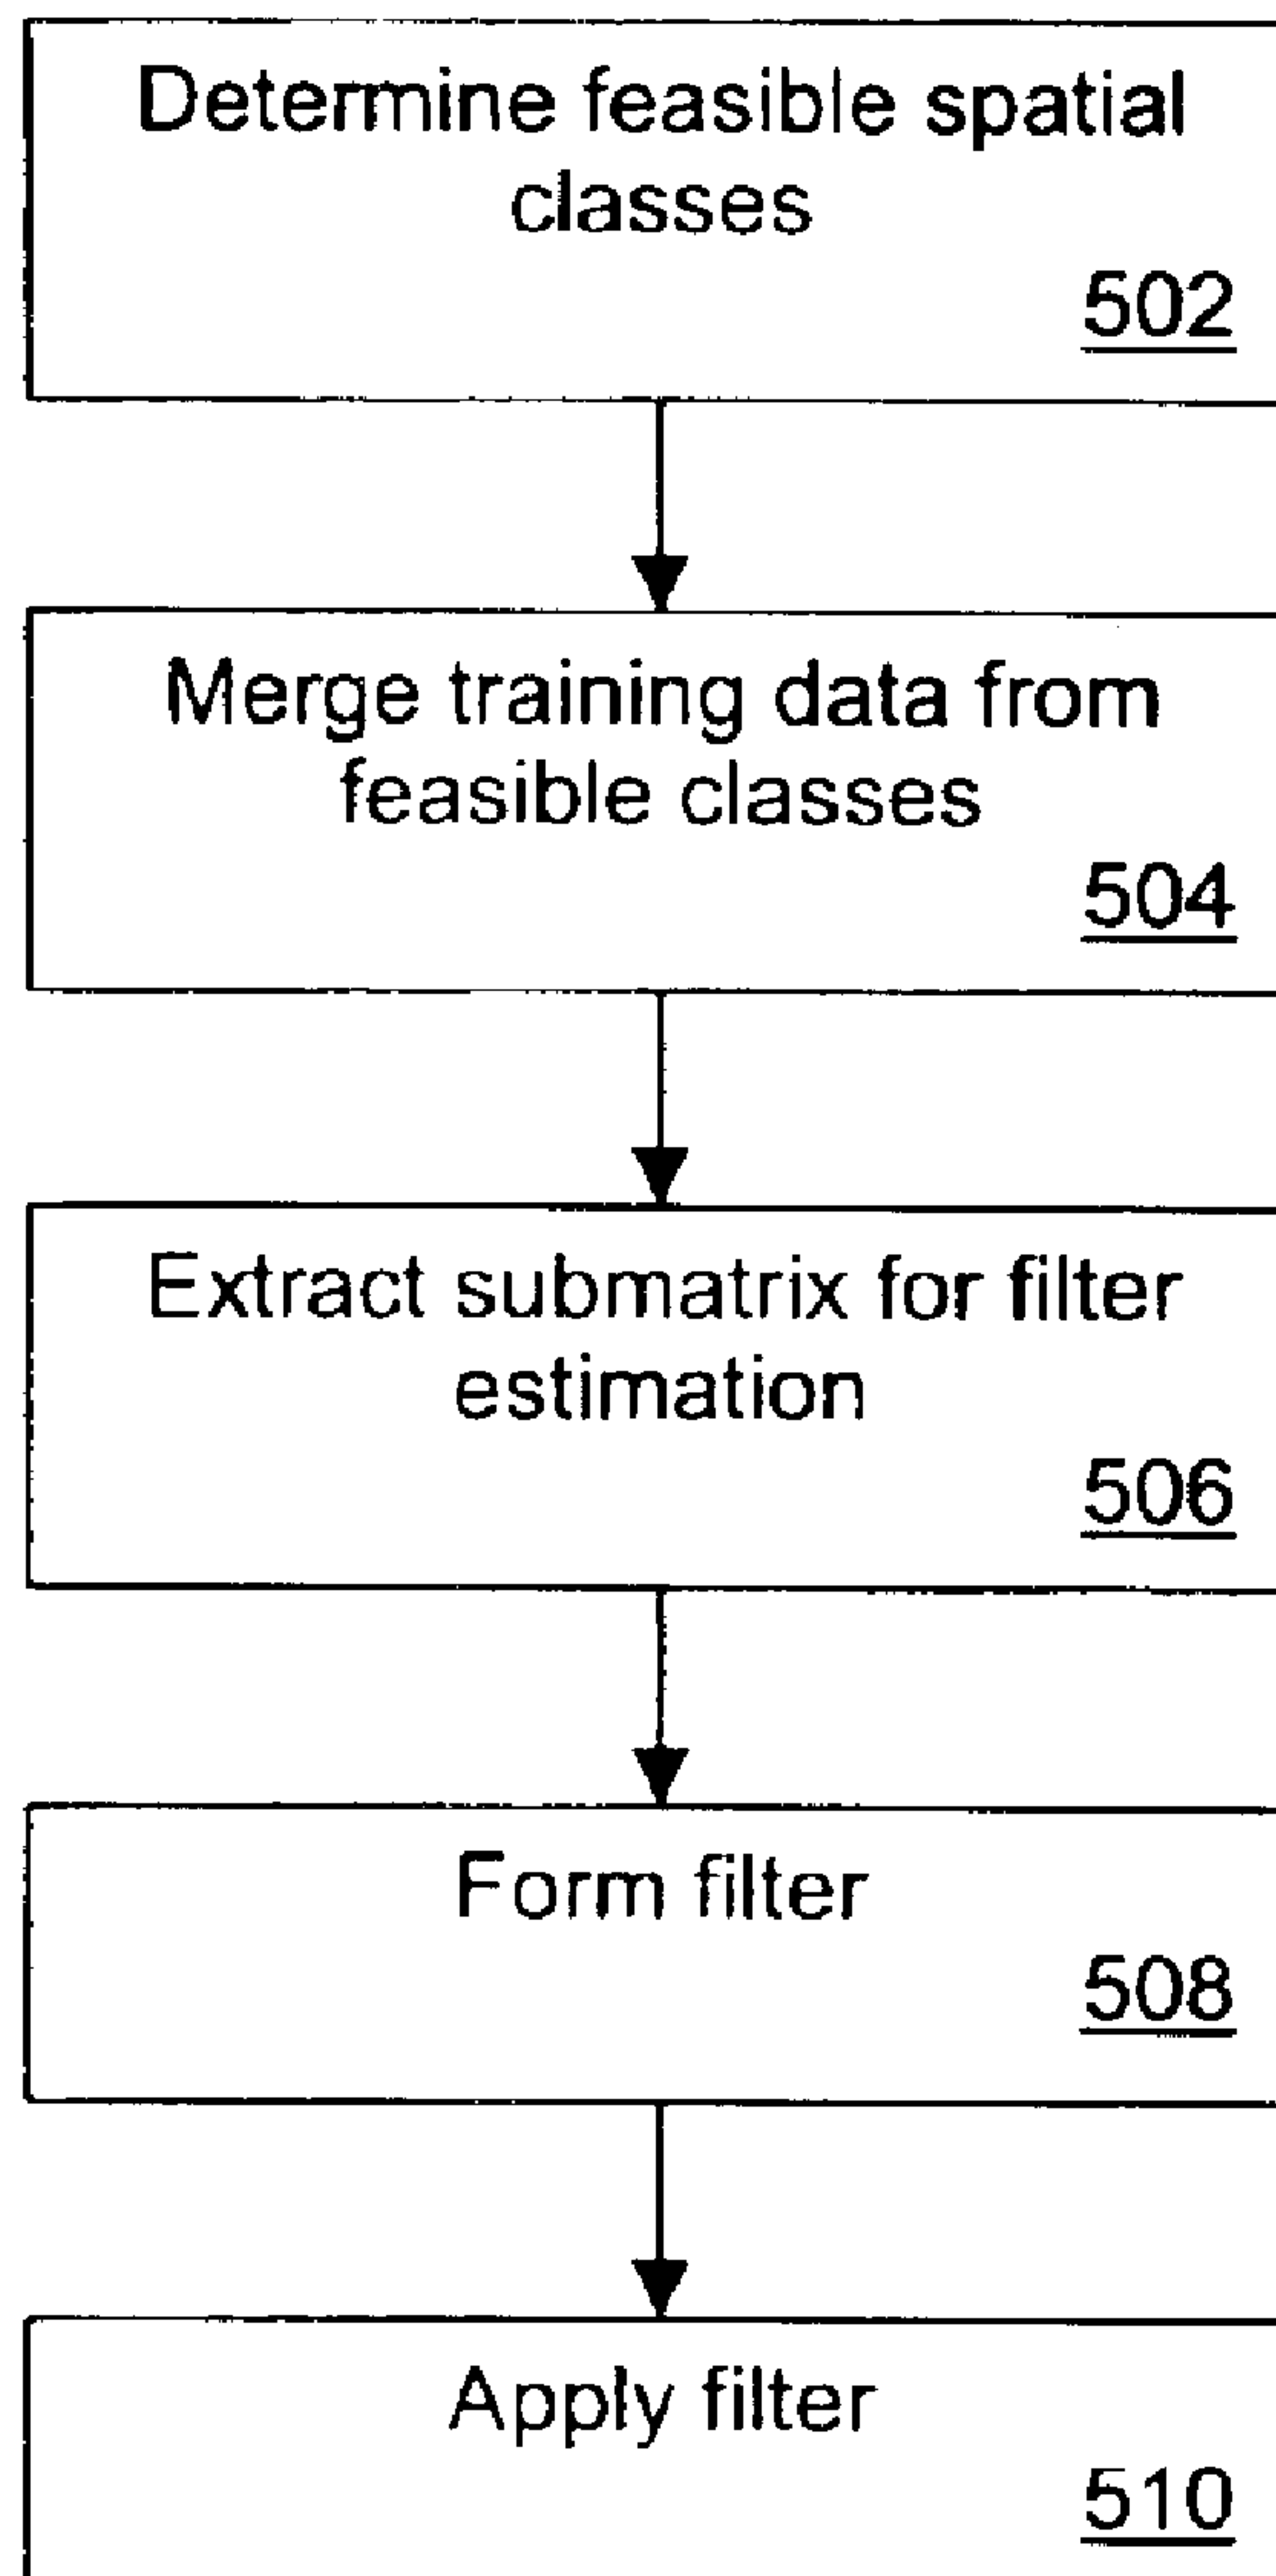 Determine feasible spatial
classes
502
Merge training data from
feasible classes
504
Extract submatrix for filter
estimation
506
Form filter
508
Apply filter
510